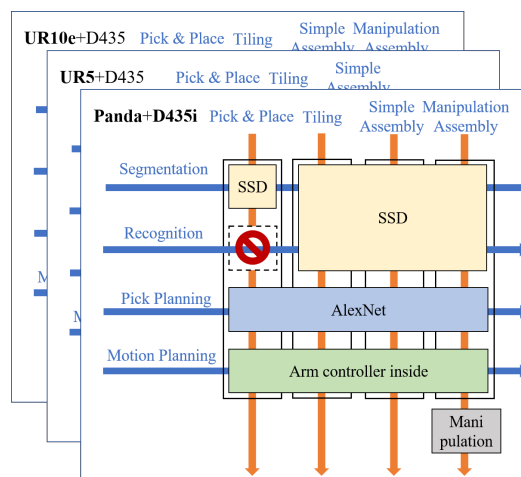 UR10e+D435 Pick & Place Tiling Simple Assembly Manipulation Assembly
UR5+D435 Pick & Place Tiling Simple Assembly
Panda+D435i Pick & Place Tiling Simple Assembly Manipulation Assembly
Segmentation
SSD
SSD
Recognition
Pick Planning
AlexNet
Motion Planning
Arm controller inside
Mani
pulation